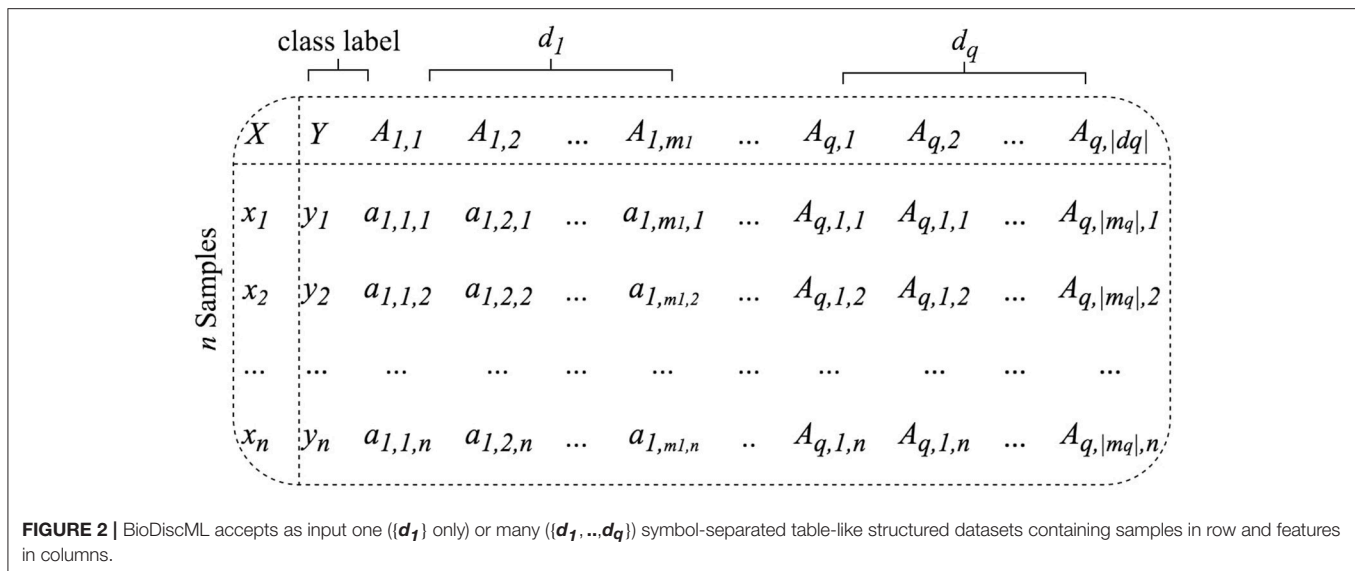 class label d1 dq
X Y A1,1 A1,2 ... A1,m1 ... Aq,1 Aq,2 ... Aq,|dq|
n Samples
x1 y1 a1,1,1 a1,2,1 ... a1,m1,1 ... Aq,1,1 Aq,1,1 ... Aq,|mq|,1
x2 y2 a1,1,2 a1,2,2 ... a1,m1,2 ... Aq,1,2 Aq,1,2 ... Aq,|mq|,2
... ... ... ... ... ... ... ... ... ... ...
xn yn a1,1,n a1,2,n ... a1,m1,n .. Aq,1,n Aq,1,n ... Aq,|mq|,n
FIGURE 2 | BioDiscML accepts as input one ({d1} only) or many ({d1, ..,dq}) symbol-separated table-like structured datasets containing samples in row and features
in columns.